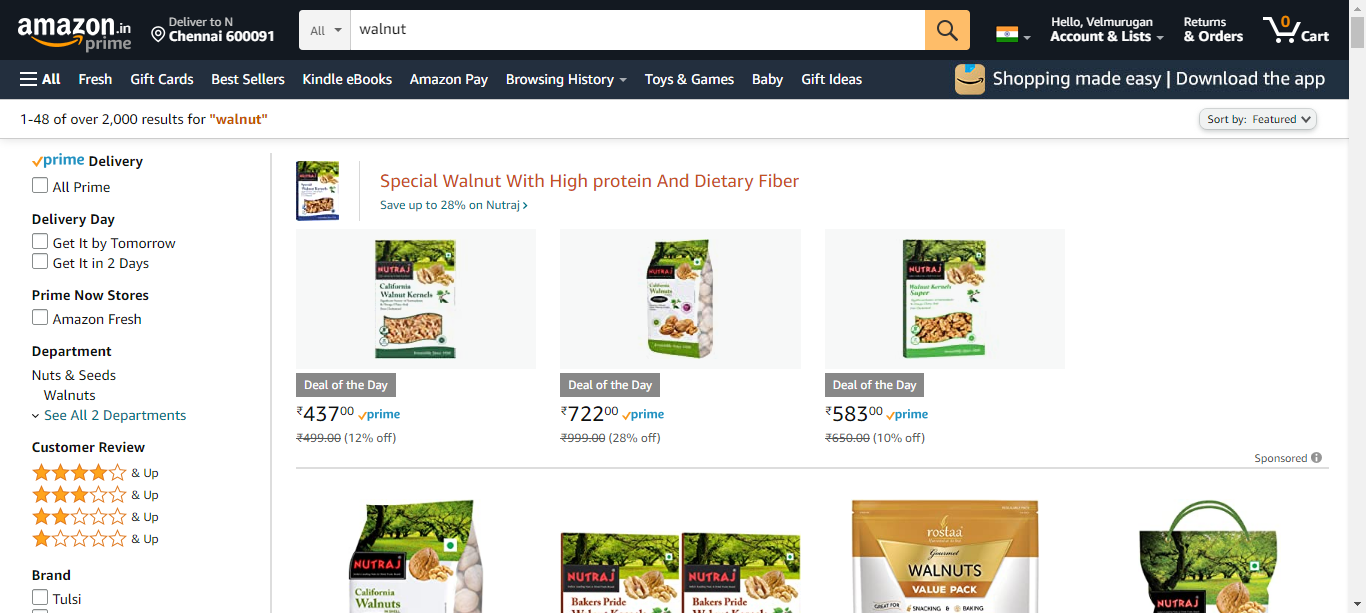 amazon.in
prime
Deliver to N
Chennai 600091
All
walnut
Hello, Velmurugan
Account & Lists
Returns
& Orders
0
Cart
All
Fresh
Gift Cards
Best Sellers
Kindle eBooks
Amazon Pay
Browsing History
Toys & Games
Baby
Gift Ideas
Shopping made easy | Download the app
1-48 of over 2,000 results for "walnut"
Sort by: Featured
prime Delivery
All Prime
Delivery Day
Get It by Tomorrow
Get It in 2 Days
Prime Now Stores
Amazon Fresh
Department
Nuts & Seeds
Walnuts
See All 2 Departments
Customer Review
& Up
& Up
& Up
& Up
Brand
Tulsi
NUTRAJ
Special Walnut With High protein And Dietary Fiber
Save up to 28% on Nutraj
NUTRAJ
California
Walnut Kernels
Deal of the Day
₹43700 prime
₹499.00 (12% off)
NUTRAJ
California
Walnuts
Deal of the Day
₹72200 prime
₹999.00 (28% off)
NUTRAJ
Walnut Kernels
Super
Deal of the Day
₹58300 prime
₹650.00 (10% off)
Sponsored
NUTRAJ
California
Walnuts
NUTRAJ
Bakers Pride
NUTRAJ
Bakers Pride
rostaa
Gourmet
WALNUTS
VALUE PACK
GREAT FOR
SNACKING & BAKING
NUTRAJ